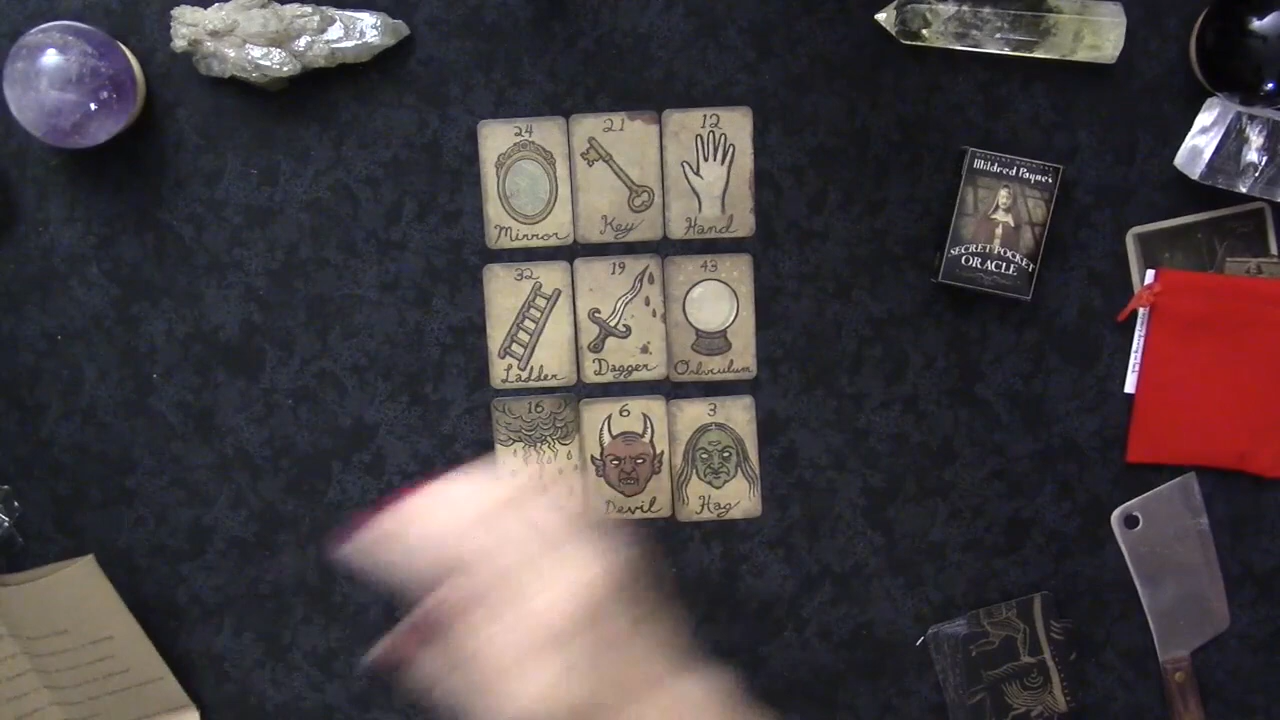 24
Mirror
21
Key
12
Hand
32
Ladder
19
Dagger
43
Orbculum
16
6
Devil
3
Hag
Mildred Payne's
SECRET POCKET
ORACLE